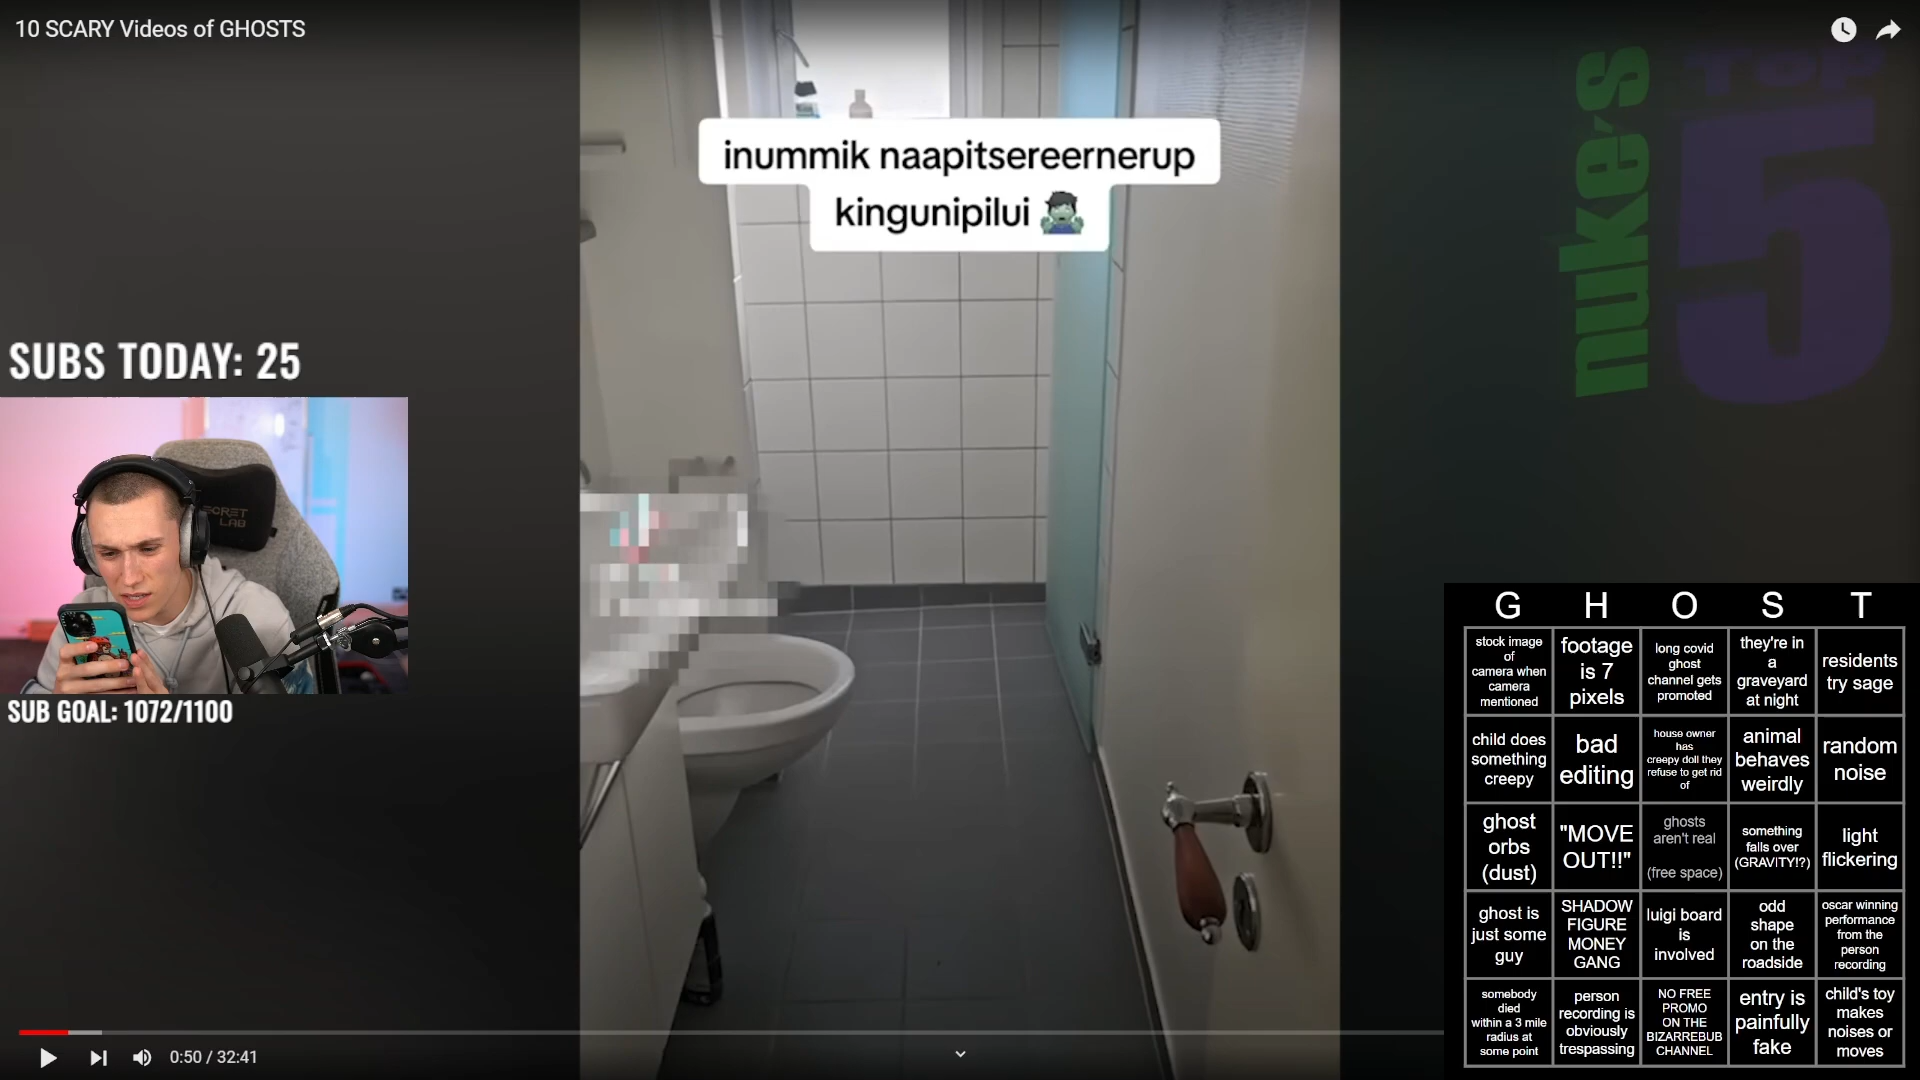 10 SCARY Videos of GHOSTS
inummik naapitsereernerup
kingunipilui
nuke's
Top
5
SUBS TODAY: 25
SECRET
LAB
SUB GOAL: 1072/1100
G H O S T
stock image
of
camera when
camera
mentioned
footage
is 7
pixels
long covid
ghost
channel gets
promoted
they're in
a
graveyard
at night
residents
try sage
child does
something
creepy
bad
editing
house owner
has
creepy doll they
refuse to get rid
of
animal
behaves
weirdly
random
noise
ghost
orbs
(dust)
"MOVE
OUT!!"
ghosts
aren't real
(free space)
something
falls over
(GRAVITY!?)
light
flickering
ghost is
just some
guy
SHADOW
FIGURE
MONEY
GANG
luigi board
is
involved
odd
shape
on the
roadside
oscar winning
performance
from the
person
recording
somebody
died
within a 3 mile
radius at
some point
person
recording is
obviously
trespassing
NO FREE
PROMO
ON THE
BIZARREBUB
CHANNEL
entry is
painfully
fake
child's toy
makes
noises or
moves
0:50 / 32:41